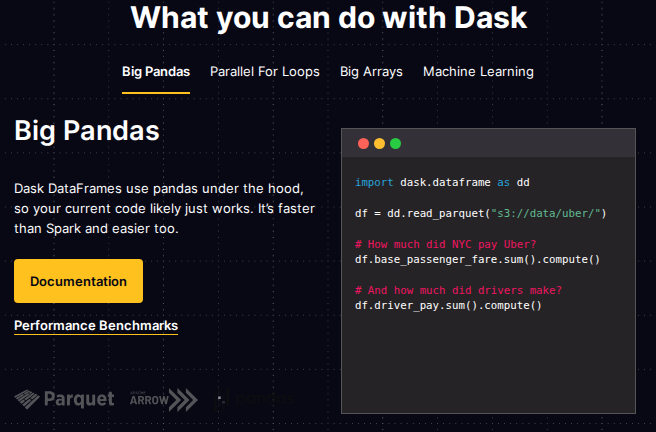 What you can do with Dask
Big Pandas
Parallel For Loops
Big Arrays
Machine Learning
Big Pandas
Dask DataFrames use pandas under the hood,
so your current code likely just works. It's faster
than Spark and easier too.
Documentation
Performance Benchmarks
Parquet
ARROW
import dask.dataframe as dd
df = dd.read_parquet("s3://data/uber/")
# How much did NYC pay Uber?
df.base_passenger_fare.sum().compute()
# And how much did drivers make?
df.driver_pay.sum().compute()